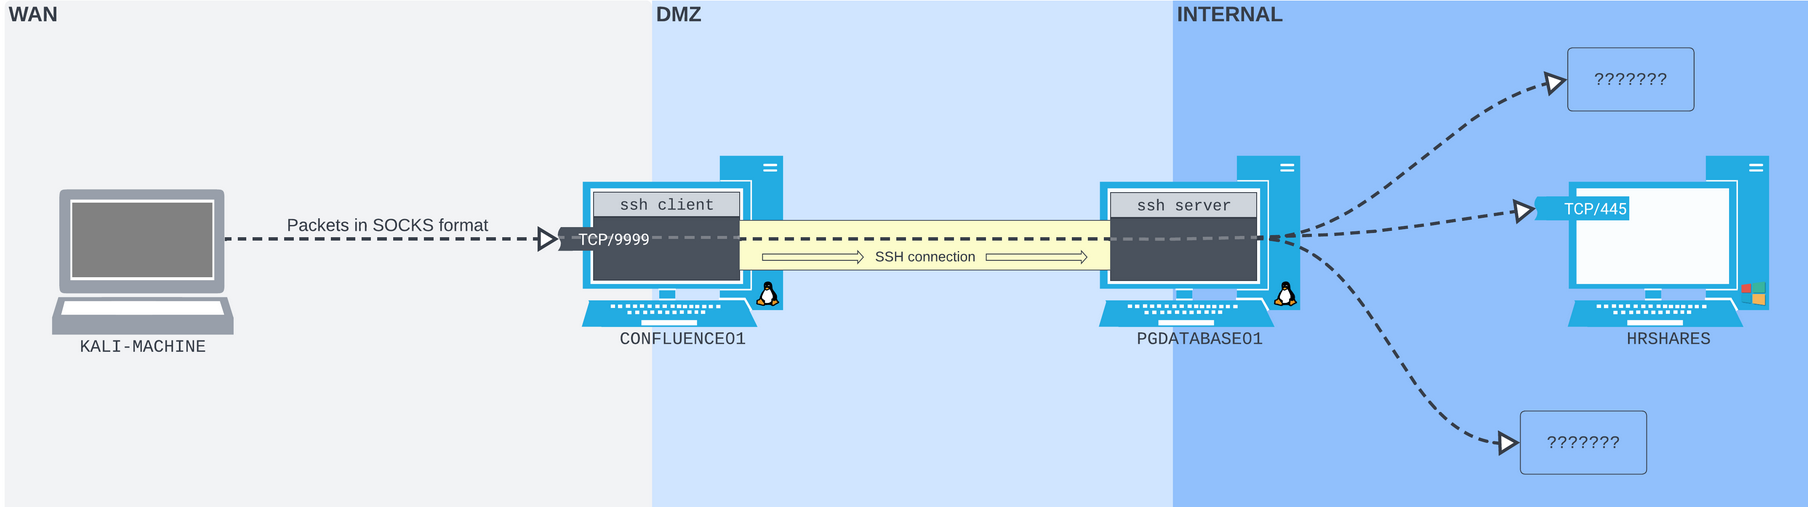 WAN
DMZ
INTERNAL
???????
ssh client
ssh server
TCP/445
Packets in SOCKS format
TCP/9999
SSH connection
KALI-MACHINE
CONFLUENCE01
PGDATABASE01
HRSHARES
???????